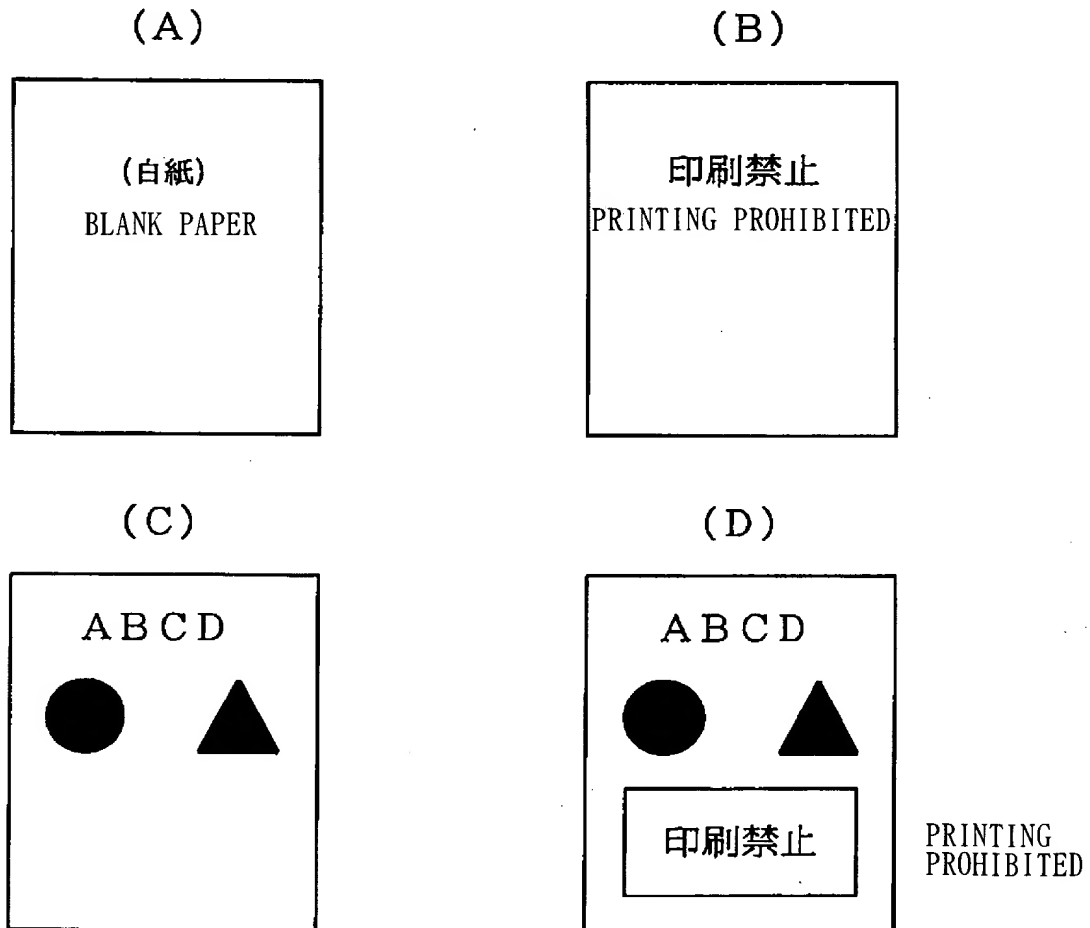 (A)
(白紙)
BLANK PAPER
(B)
印刷禁止
PRINTING PROHIBITED
(C)
ABCD
(D)
ABCD
印刷禁止
PRINTING
PROHIBITED